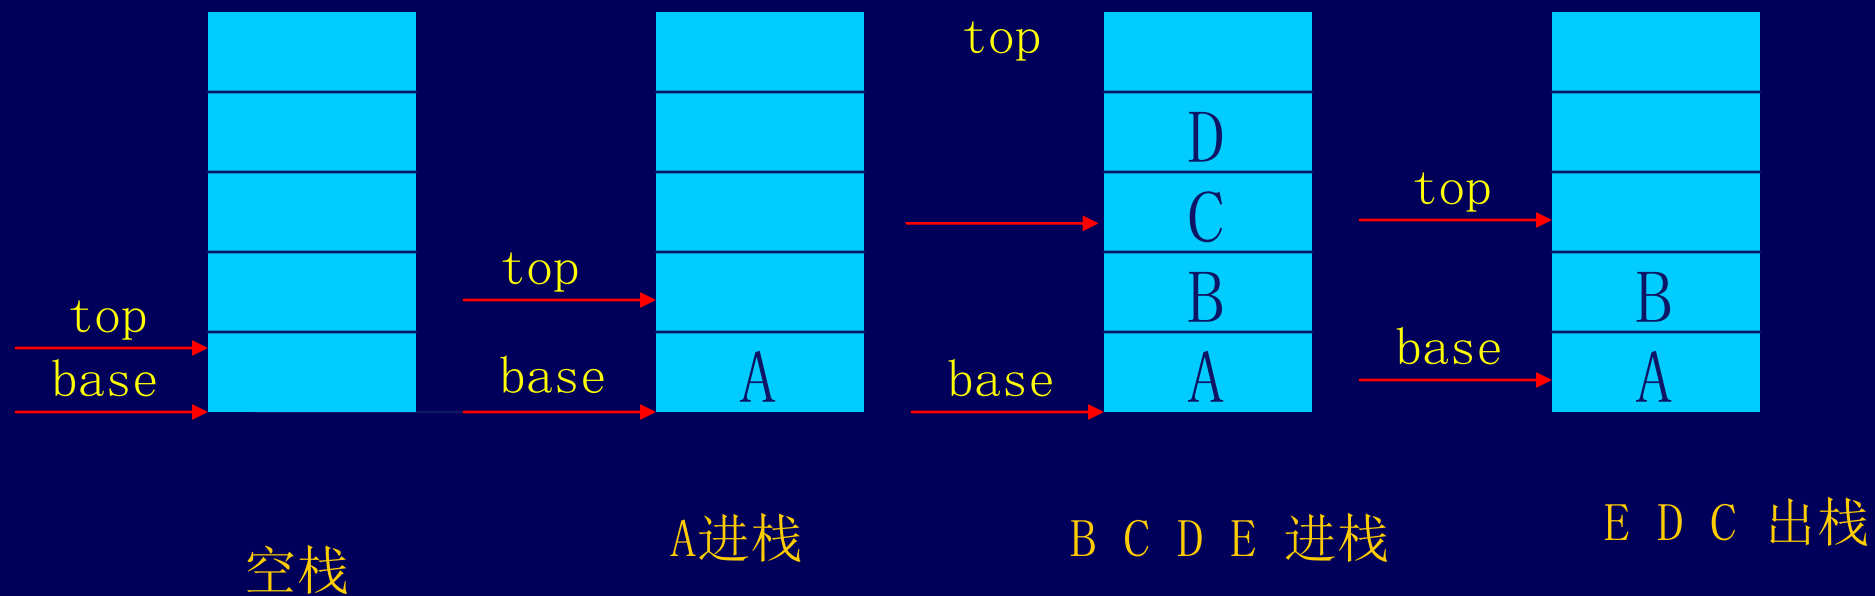 top
base
空栈
top
base
A
A进栈
top
D
C
B
A
base
B C D E 进栈
top
base
B
A
E D C 出栈